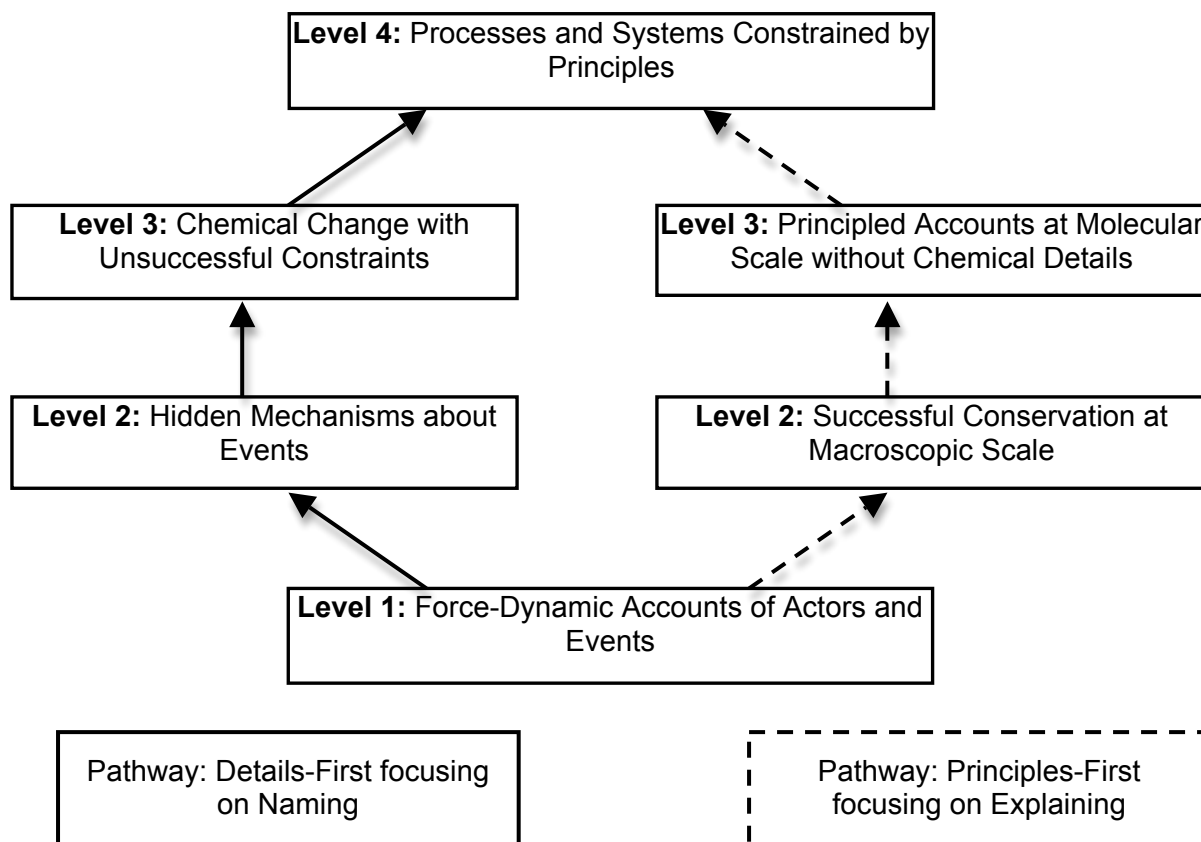 Level 4: Processes and Systems Constrained by
Principles
Level 3: Chemical Change with
Unsuccessful Constraints
Level 3: Principled Accounts at Molecular
Scale without Chemical Details
Level 2: Hidden Mechanisms about
Events
Level 2: Successful Conservation at
Macroscopic Scale
Level 1: Force-Dynamic Accounts of Actors and
Events
Pathway: Details-First focusing
on Naming
Pathway: Principles-First
focusing on Explaining